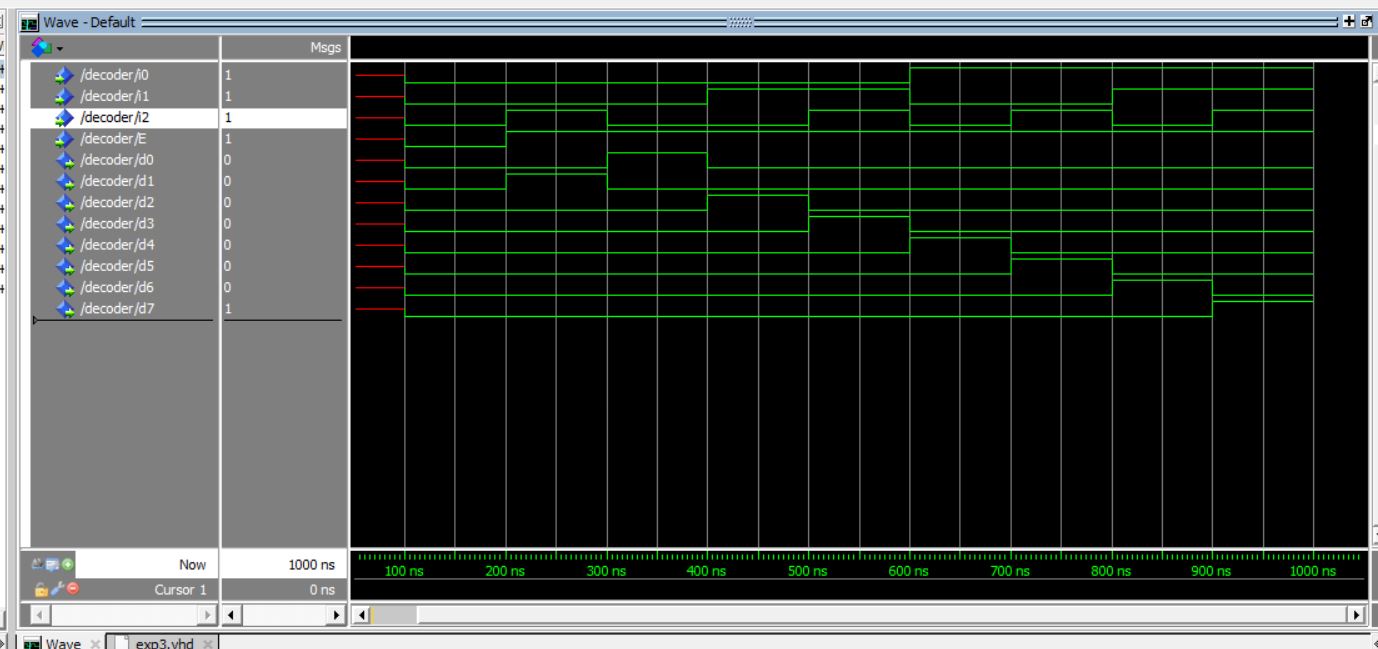 Wave - Default
Msgs
/decoder/i0 1
/decoder/i1 1
/decoder/i2 1
/decoder/E 1
/decoder/d0 0
/decoder/d1 0
/decoder/d2 0
/decoder/d3 0
/decoder/d4 0
/decoder/d5 0
/decoder/d6 0
/decoder/d7 1
Now 1000 ns
100 ns 200 ns 300 ns 400 ns 500 ns 600 ns 700 ns 800 ns 900 ns 1000 ns
Cursor 1 0 ns
Wave exp3.vhd